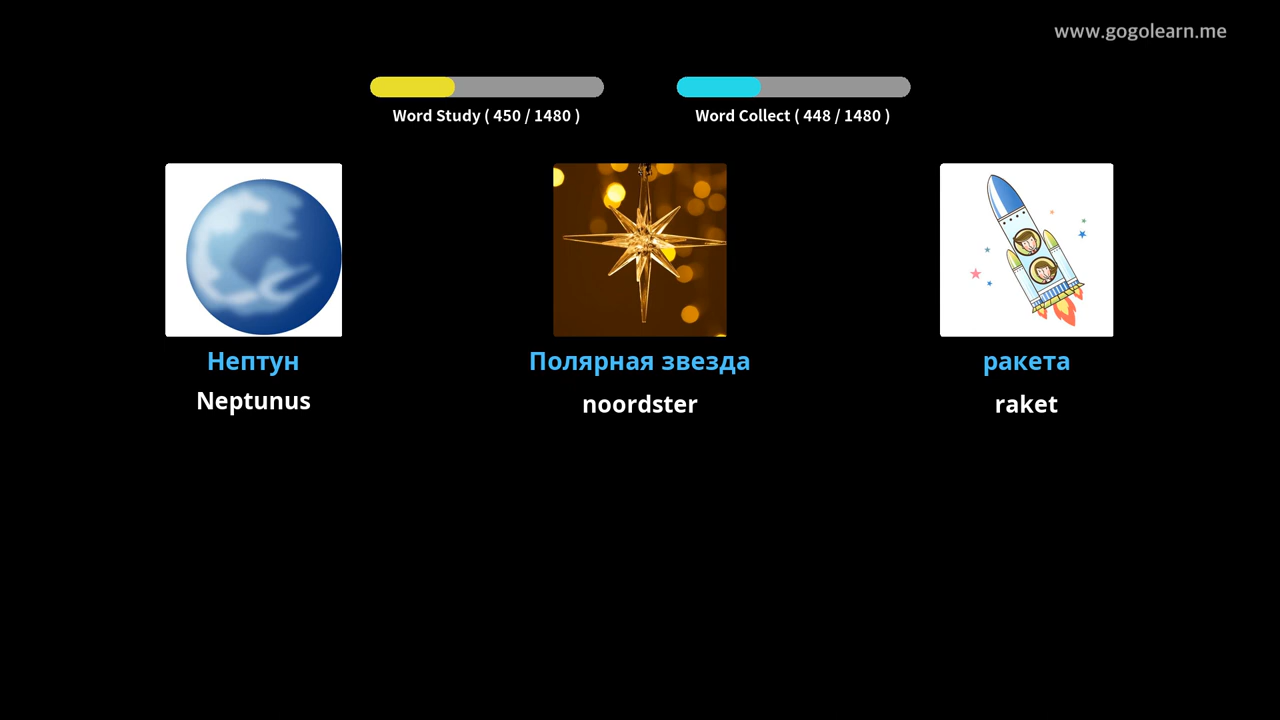 www.gogolearn.me
Word Study ( 450 / 1480 )
Word Collect ( 448 / 1480 )
Нептун
Neptunus
Полярная звезда
noordster
ракета
raket